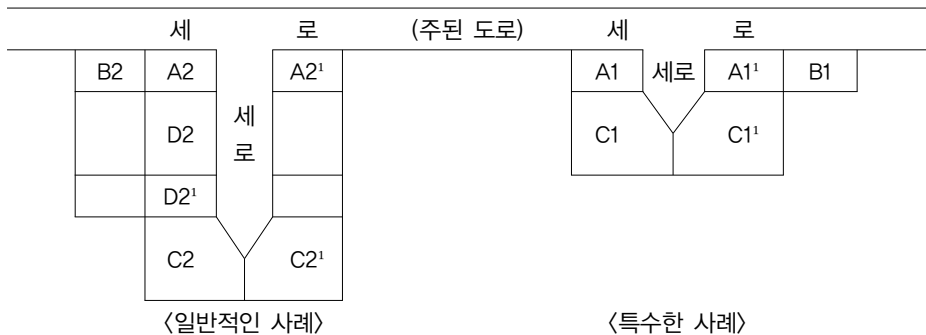 세 로 (주된 도로) 세 로
B2 A2 A2¹ A1 세로 A1¹ B1
D2 세 로 C1 C1¹
D2¹
C2 C2¹
〈일반적인 사례〉 〈특수한 사례〉